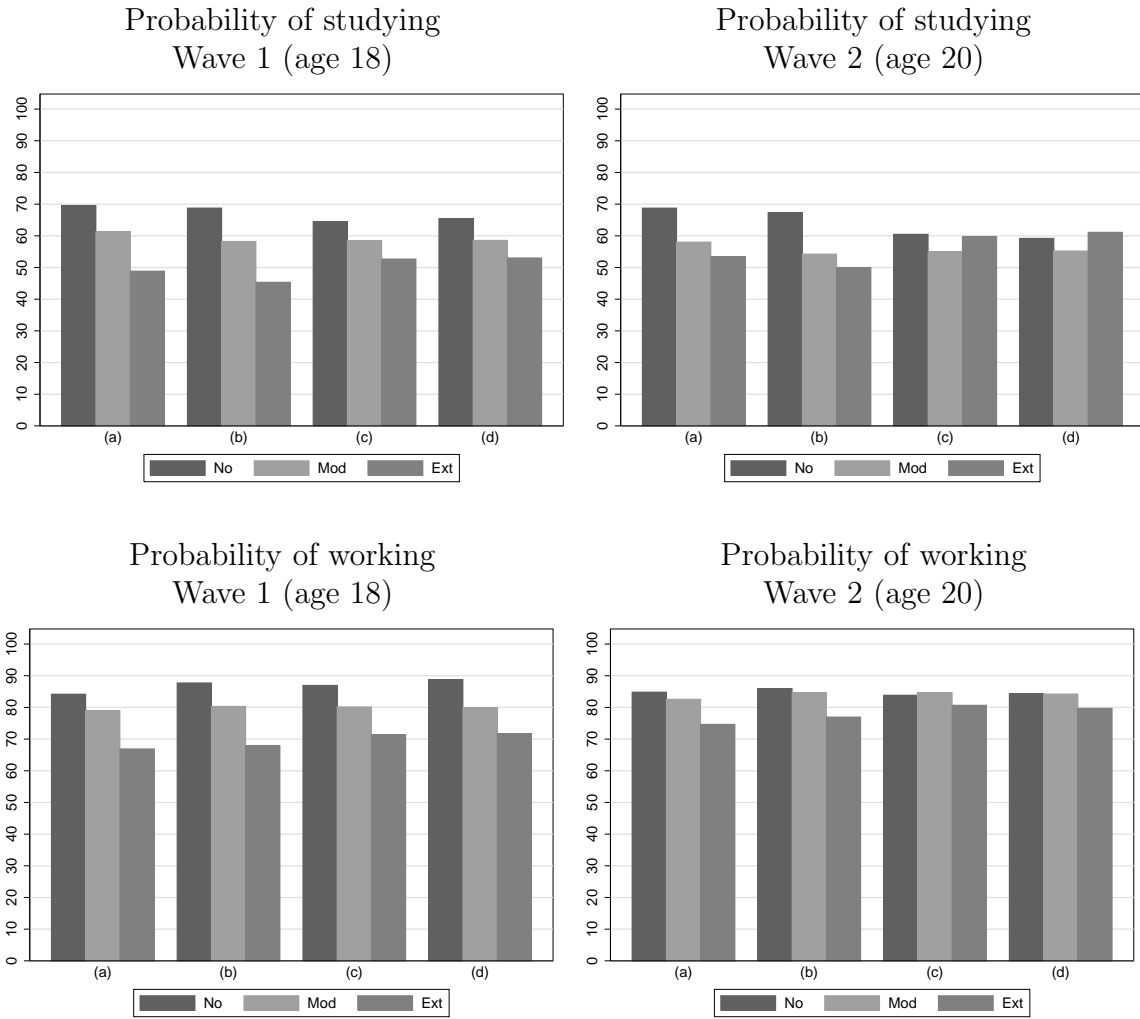 Probability of studying
Wave 1 (age 18)
0 10 20 30 40 50 60 70 80 90 100
(a) (b) (c) (d)
No Mod Ext
Probability of studying
Wave 2 (age 20)
0 10 20 30 40 50 60 70 80 90 100
(a) (b) (c) (d)
No Mod Ext
Probability of working
Wave 1 (age 18)
0 10 20 30 40 50 60 70 80 90 100
(a) (b) (c) (d)
No Mod Ext
Probability of working
Wave 2 (age 20)
0 10 20 30 40 50 60 70 80 90 100
(a) (b) (c) (d)
No Mod Ext